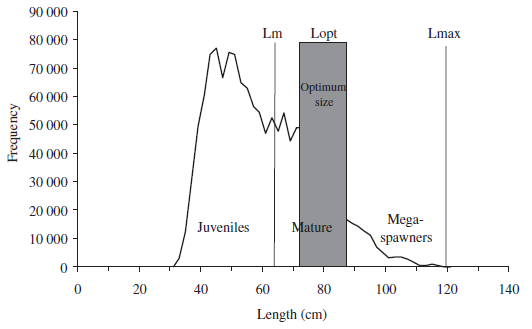 90 000
80 000
70 000
60 000
50 000
40 000
30 000
20 000
10 000
0
Frequency
Lm
Lopt
Lmax
Optimum
size
Juveniles
Mature
Mega-
spawners
0 20 40 60 80 100 120 140
Length (cm)